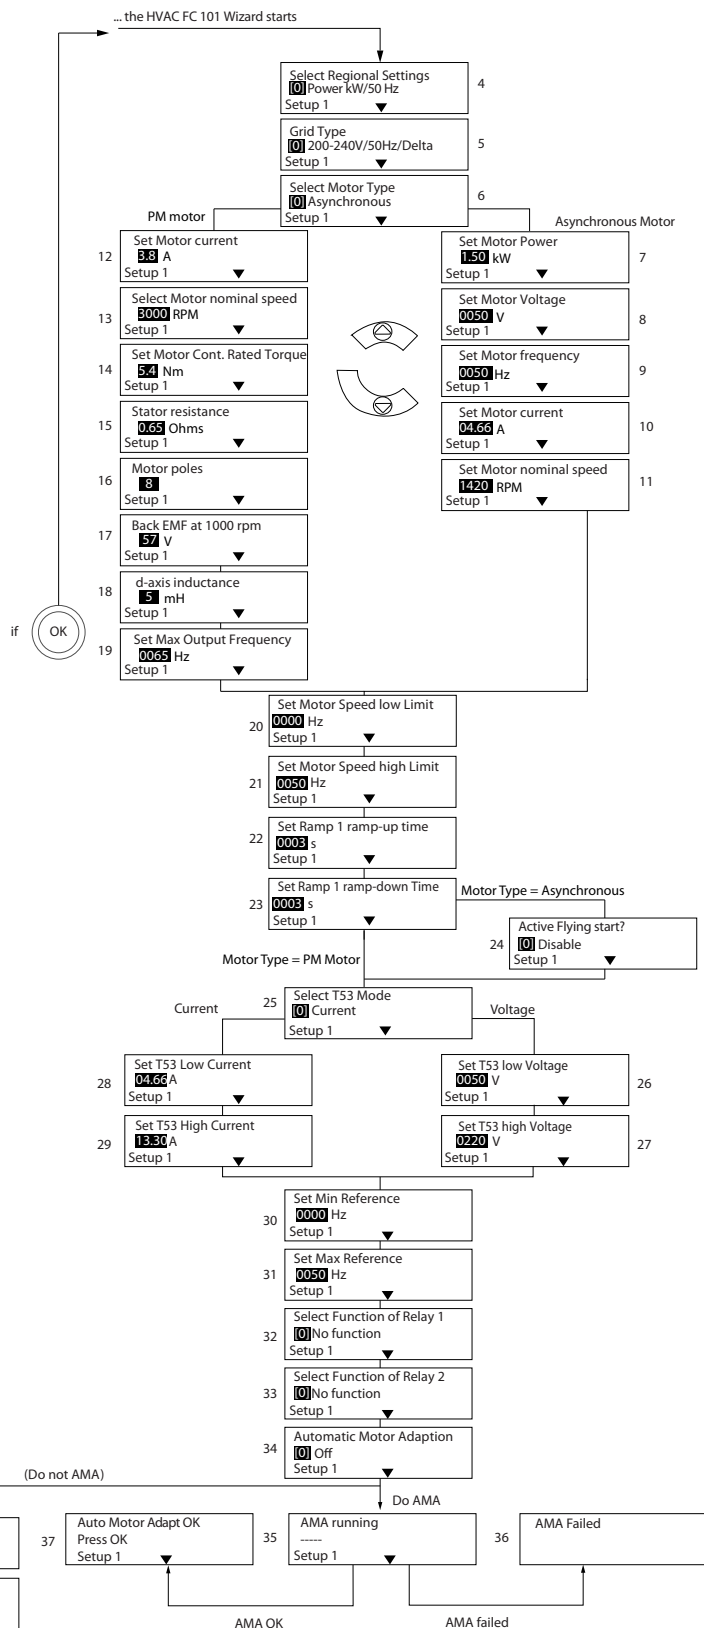 ... the HVAC FC 101 Wizard starts
Select Regional Settings
[0] Power kW/50 Hz
Setup 1
4
Grid Type
[0] 200-240V/50Hz/Delta
Setup 1
5
Select Motor Type
[0] Asynchronous
Setup 1
6
PM motor
Asynchronous Motor
12
Set Motor current
3.8 A
Setup 1
13
Select Motor nominal speed
3000 RPM
Setup 1
14
Set Motor Cont. Rated Torque
5.4 Nm
Setup 1
15
Stator resistance
0.65 Ohms
Setup 1
16
Motor poles
8
Setup 1
17
Back EMF at 1000 rpm
57 V
Setup 1
18
d-axis inductance
5 mH
Setup 1
19
Set Max Output Frequency
0065 Hz
Setup 1
if
OK
Set Motor Power
1.50 kW
Setup 1
7
Set Motor Voltage
0050 V
Setup 1
8
Set Motor frequency
0050 Hz
Setup 1
9
Set Motor current
04.66 A
Setup 1
10
Set Motor nominal speed
1420 RPM
Setup 1
11
20
Set Motor Speed low Limit
0000 Hz
Setup 1
21
Set Motor Speed high Limit
0050 Hz
Setup 1
22
Set Ramp 1 ramp-up time
0003 s
Setup 1
23
Set Ramp 1 ramp-down Time
0003 s
Setup 1
Motor Type = Asynchronous
24
Active Flying start?
[0] Disable
Setup 1
Motor Type = PM Motor
25
Select T53 Mode
[0] Current
Setup 1
Current
Voltage
28
Set T53 Low Current
04.66 A
Setup 1
29
Set T53 High Current
13.30 A
Setup 1
Set T53 low Voltage
0050 V
Setup 1
26
Set T53 high Voltage
0220 V
Setup 1
27
30
Set Min Reference
0000 Hz
Setup 1
31
Set Max Reference
0050 Hz
Setup 1
32
Select Function of Relay 1
[0] No function
Setup 1
33
Select Function of Relay 2
[0] No function
Setup 1
34
Automatic Motor Adaption
[0] Off
Setup 1
(Do not AMA)
Do AMA
37
Auto Motor Adapt OK
Press OK
Setup 1
35
AMA running
-----
Setup 1
36
AMA Failed
AMA OK
AMA failed